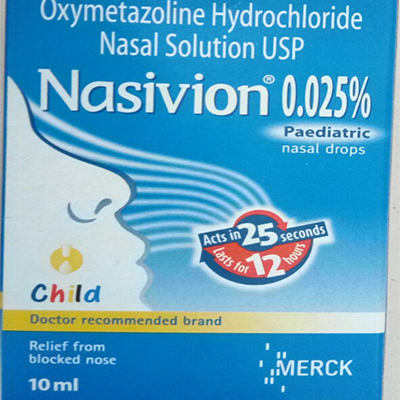 Oxymetazoline Hydrochloride
Nasal Solution USP
Nasivion® 0.025%
Paediatric
nasal drops
Acts in 25 seconds
Lasts for 12 hours
Child
Doctor recommended brand
Relief from
blocked nose
10 ml
MERCK